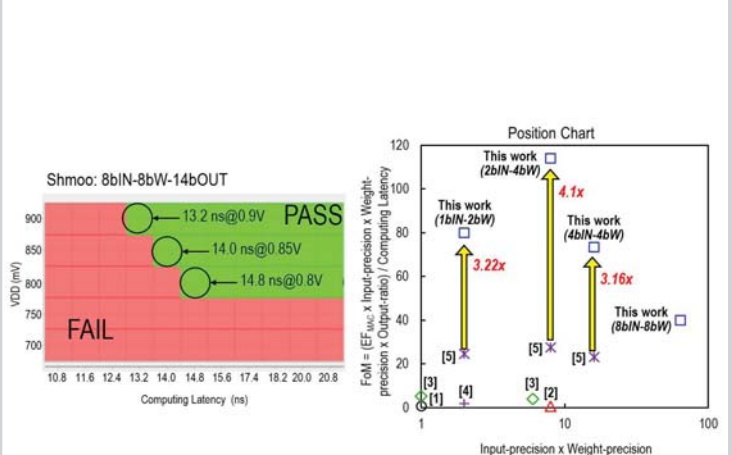 Shmoo: 8bIN-8bW-14bOUT
VDD (mV)
900
850
800
750
700
13.2 ns@0.9V
PASS
14.0 ns@0.85V
14.8 ns@0.8V
FAIL
10.8 11.6 12.4 13.2 14.0 14.8 15.6 17.4 18.2 20.0 20.8
Computing Latency (ns)
Position Chart
FoM = (EFMAC x Input-precision x Weight-
precision x Output-ratio) / Computing Latency
120
100
80
60
40
20
0
This work
(2bIN-4bW)
4.1x
This work
(1bIN-2bW)
3.22x
This work
(4bIN-4bW)
3.16x
This work
(8bIN-8bW)
[5]
[5]
[5]
[3]
[1]
[4]
[3]
[2]
1 10 100
Input-precision x Weight-precision